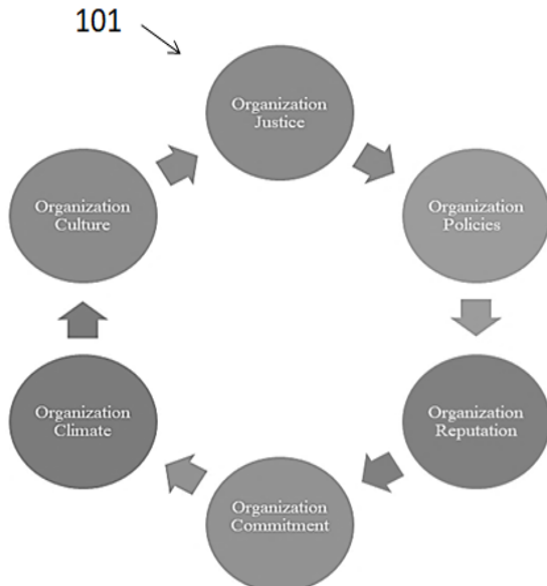 101
Organization
Justice
Organization
Policies
Organization
Reputation
Organization
Commitment
Organization
Climate
Organization
Culture